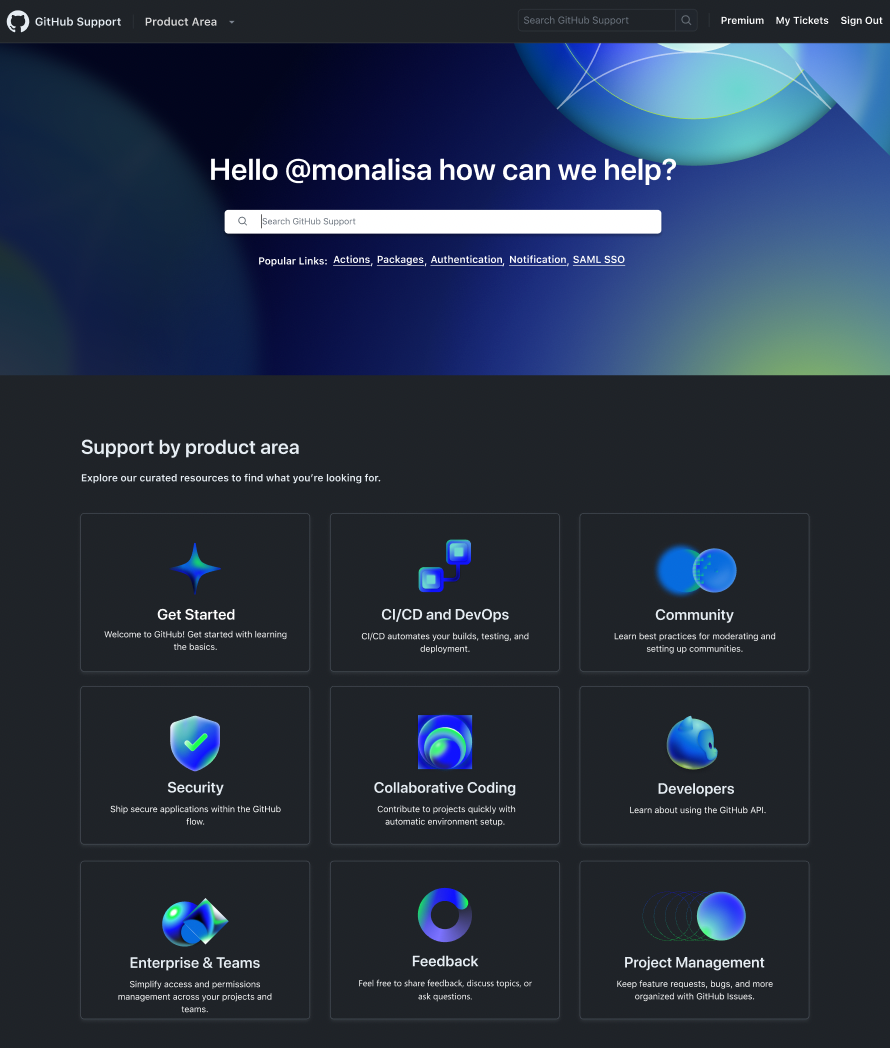 GitHub Support Product Area Search GitHub Support Premium My Tickets Sign Out
Hello @monalisa how can we help?
Search GitHub Support
Popular Links: Actions, Packages, Authentication, Notification, SAML SSO
Support by product area
Explore our curated resources to find what you're looking for.
Get Started
Welcome to GitHub! Get started with learning
the basics.
CI/CD and DevOps
CI/CD automates your builds, testing, and
deployment.
Community
Learn best practices for moderating and
setting up communities.
Security
Ship secure applications within the GitHub
flow.
Collaborative Coding
Contribute to projects quickly with
automatic environment setup.
Developers
Learn about using the GitHub API.
Enterprise & Teams
Simplify access and permissions
management across your projects and
teams.
Feedback
Feel free to share feedback, discuss topics, or
ask questions.
Project Management
Keep feature requests, bugs, and more
organized with GitHub Issues.